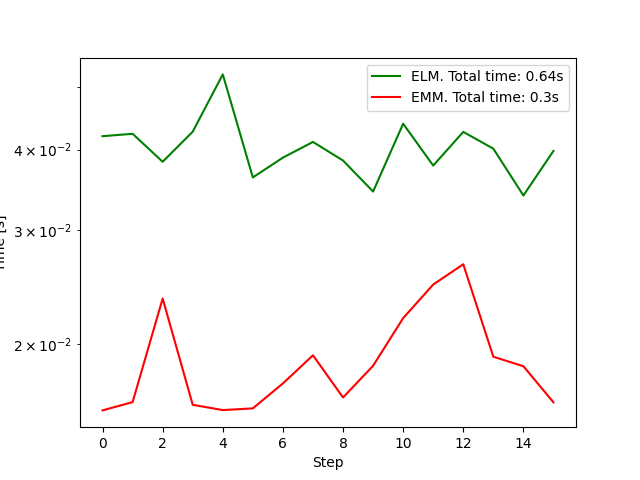 ELM. Total time: 0.64s
EMM. Total time: 0.3s
4 × 10⁻²
3 × 10⁻²
2 × 10⁻²
Time [s]
0 2 4 6 8 10 12 14
Step